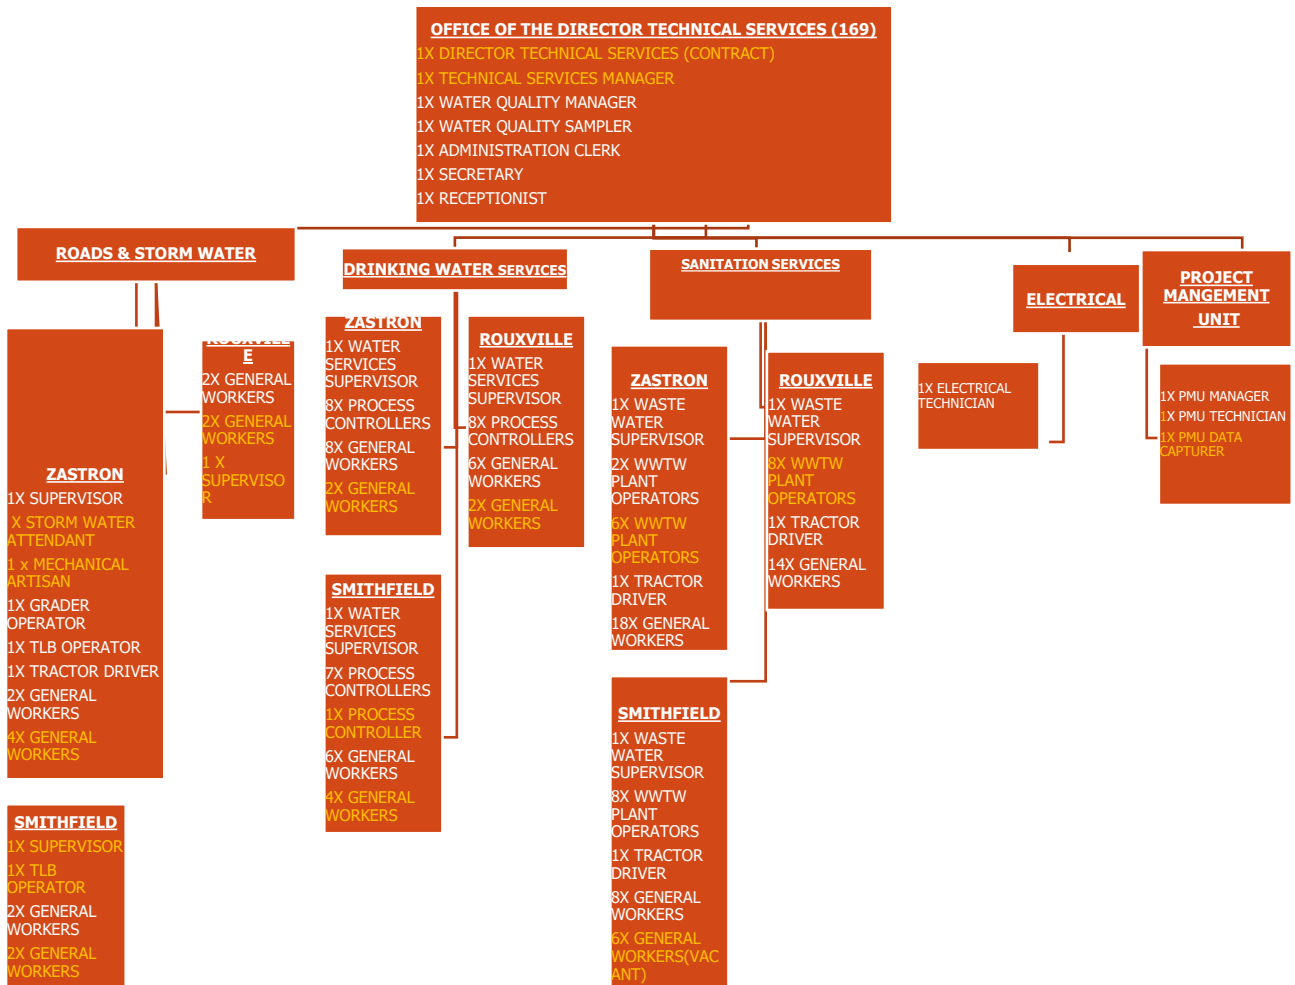 OFFICE OF THE DIRECTOR TECHNICAL SERVICES (169)
1X DIRECTOR TECHNICAL SERVICES (CONTRACT)
1X TECHNICAL SERVICES MANAGER
1X WATER QUALITY MANAGER
1X WATER QUALITY SAMPLER
1X ADMINISTRATION CLERK
1X SECRETARY
1X RECEPTIONIST
ROADS & STORM WATER
ZASTRON
1X SUPERVISOR
X STORM WATER
ATTENDANT
1 x MECHANICAL
ARTISAN
1X GRADER
OPERATOR
1X TLB OPERATOR
1X TRACTOR DRIVER
2X GENERAL
WORKERS
4X GENERAL
WORKERS
ROUXVILL
E
2X GENERAL
WORKERS
2X GENERAL
WORKERS
1 X
SUPERVISO
R
SMITHFIELD
1X SUPERVISOR
1X TLB
OPERATOR
2X GENERAL
WORKERS
2X GENERAL
WORKERS
DRINKING WATER SERVICES
ZASTRON
1X WATER
SERVICES
SUPERVISOR
8X PROCESS
CONTROLLERS
8X GENERAL
WORKERS
2X GENERAL
WORKERS
ROUXVILLE
1X WATER
SERVICES
SUPERVISOR
8X PROCESS
CONTROLLERS
6X GENERAL
WORKERS
2X GENERAL
WORKERS
SMITHFIELD
1X WATER
SERVICES
SUPERVISOR
7X PROCESS
CONTROLLERS
1X PROCESS
CONTROLLER
6X GENERAL
WORKERS
4X GENERAL
WORKERS
SANITATION SERVICES
ZASTRON
1X WASTE
WATER
SUPERVISOR
2X WWTW
PLANT
OPERATORS
6X WWTW
PLANT
OPERATORS
1X TRACTOR
DRIVER
18X GENERAL
WORKERS
ROUXVILLE
1X WASTE
WATER
SUPERVISOR
8X WWTW
PLANT
OPERATORS
1X TRACTOR
DRIVER
14X GENERAL
WORKERS
SMITHFIELD
1X WASTE
WATER
SUPERVISOR
8X WWTW
PLANT
OPERATORS
1X TRACTOR
DRIVER
8X GENERAL
WORKERS
6X GENERAL
WORKERS(VAC
ANT)
ELECTRICAL
1X ELECTRICAL
TECHNICIAN
PROJECT
MANGEMENT
UNIT
1X PMU MANAGER
1X PMU TECHNICIAN
1X PMU DATA
CAPTURER